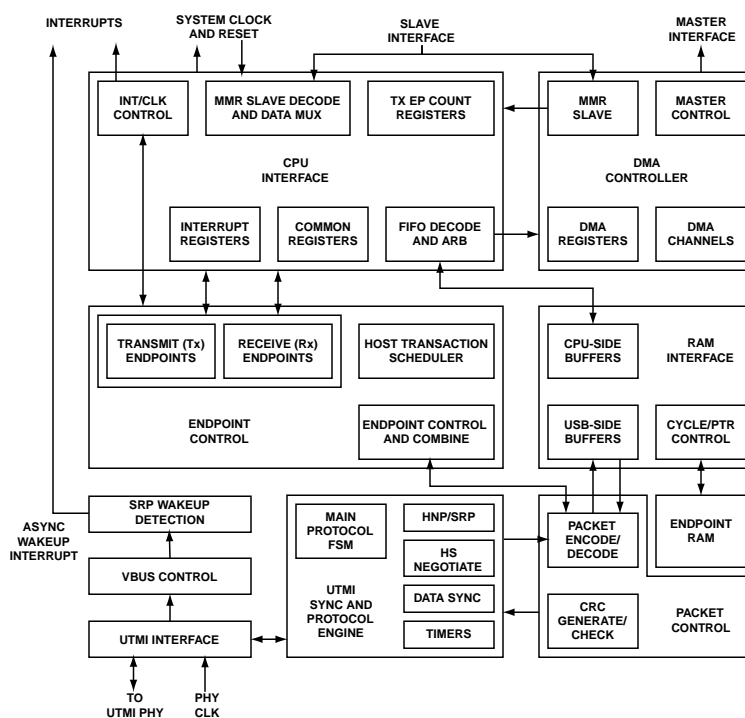 INTERRUPTS
SYSTEM CLOCK
AND RESET
SLAVE
INTERFACE
MASTER
INTERFACE
INT/CLK
CONTROL
MMR SLAVE DECODE
AND DATA MUX
TX EP COUNT
REGISTERS
MMR
SLAVE
MASTER
CONTROL
CPU
INTERFACE
DMA
CONTROLLER
INTERRUPT
REGISTERS
COMMON
REGISTERS
FIFO DECODE
AND ARB
DMA
REGISTERS
DMA
CHANNELS
TRANSMIT (Tx)
ENDPOINTS
RECEIVE (Rx)
ENDPOINTS
HOST TRANSACTION
SCHEDULER
CPU-SIDE
BUFFERS
RAM
INTERFACE
ENDPOINT
CONTROL
ENDPOINT CONTROL
AND COMBINE
USB-SIDE
BUFFERS
CYCLE/PTR
CONTROL
SRP WAKEUP
DETECTION
ASYNC
WAKEUP
INTERRUPT
MAIN
PROTOCOL
FSM
HNP/SRP
PACKET
ENCODE/
DECODE
ENDPOINT
RAM
VBUS CONTROL
HS
NEGOTIATE
UTMI
SYNC AND
PROTOCOL
ENGINE
DATA SYNC
CRC
GENERATE/
CHECK
PACKET
CONTROL
UTMI INTERFACE
TIMERS
TO
UTMI PHY
PHY
CLK